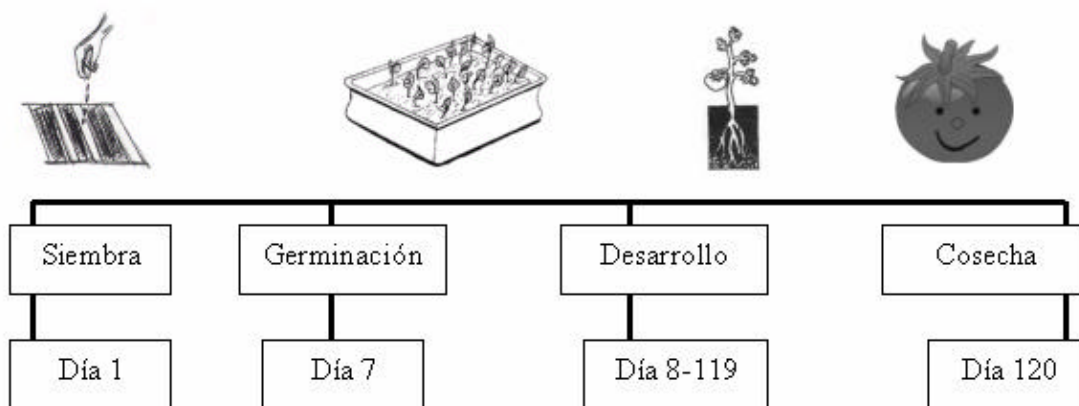 Siembra
Germinación
Desarrollo
Cosecha
Día 1
Día 7
Día 8-119
Día 120